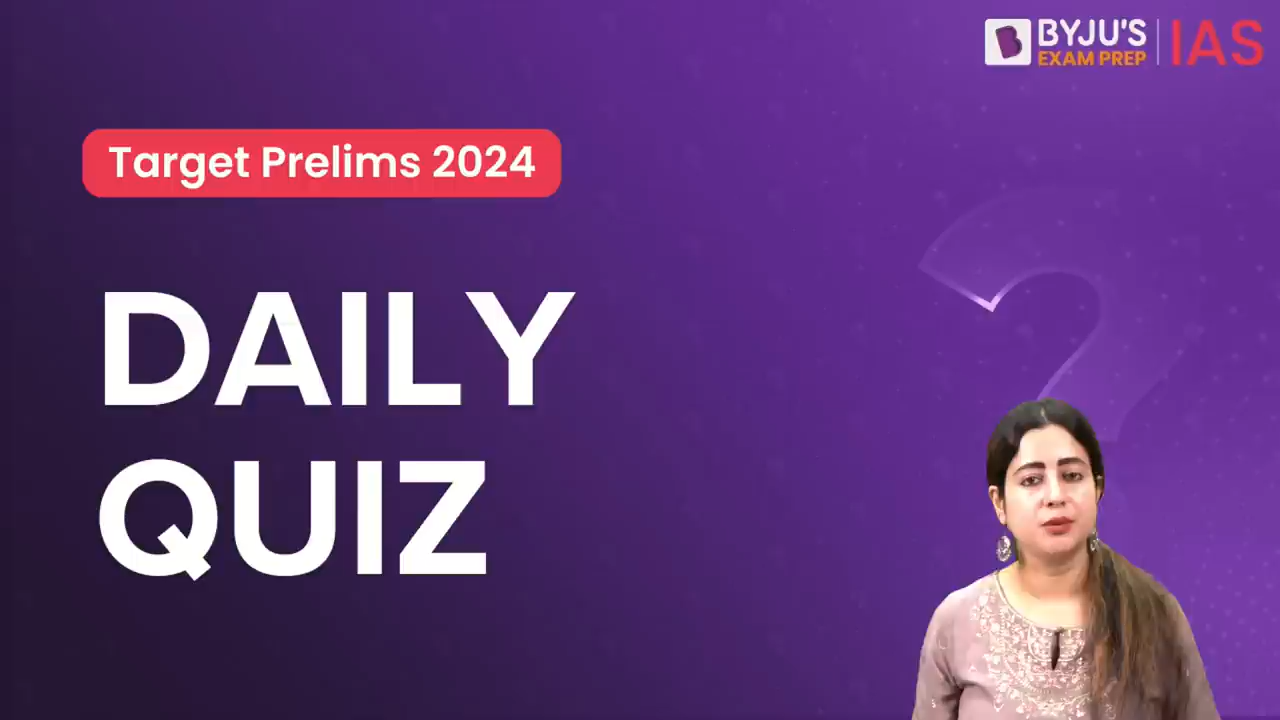 BYJU'S
EXAM PREP
IAS
Target Prelims 2024
DAILY
QUIZ